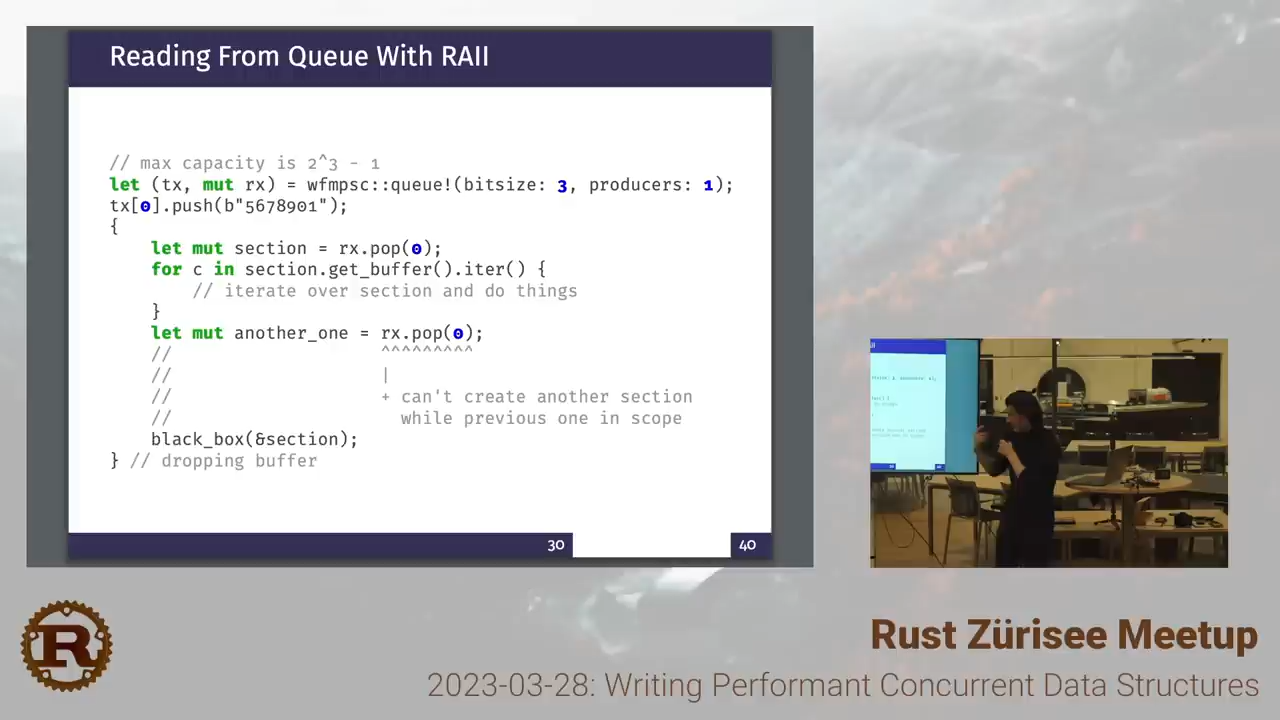 Reading From Queue With RAII
// max capacity is 2^3 - 1
let (tx, mut rx) = wfmpsc::queue!(bitsize: 3, producers: 1);
tx[0].push(b"5678901");
{
    let mut section = rx.pop(0);
    for c in section.get_buffer().iter() {
        // iterate over section and do things
    }
    let mut another_one = rx.pop(0);
    //                    ^^^^^^^^^
    //                    |
    //                    + can't create another section
    //                      while previous one in scope
    black_box(&section);
} // dropping buffer
30
40
R
Rust Zürisee Meetup
2023-03-28: Writing Performant Concurrent Data Structures